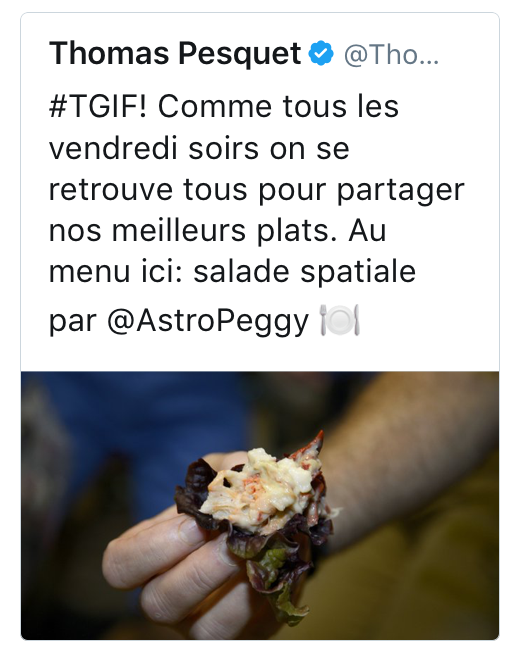 Thomas Pesquet @Tho...
#TGIF! Comme tous les
vendredi soirs on se
retrouve tous pour partager
nos meilleurs plats. Au
menu ici: salade spatiale
par @AstroPeggy 🍽